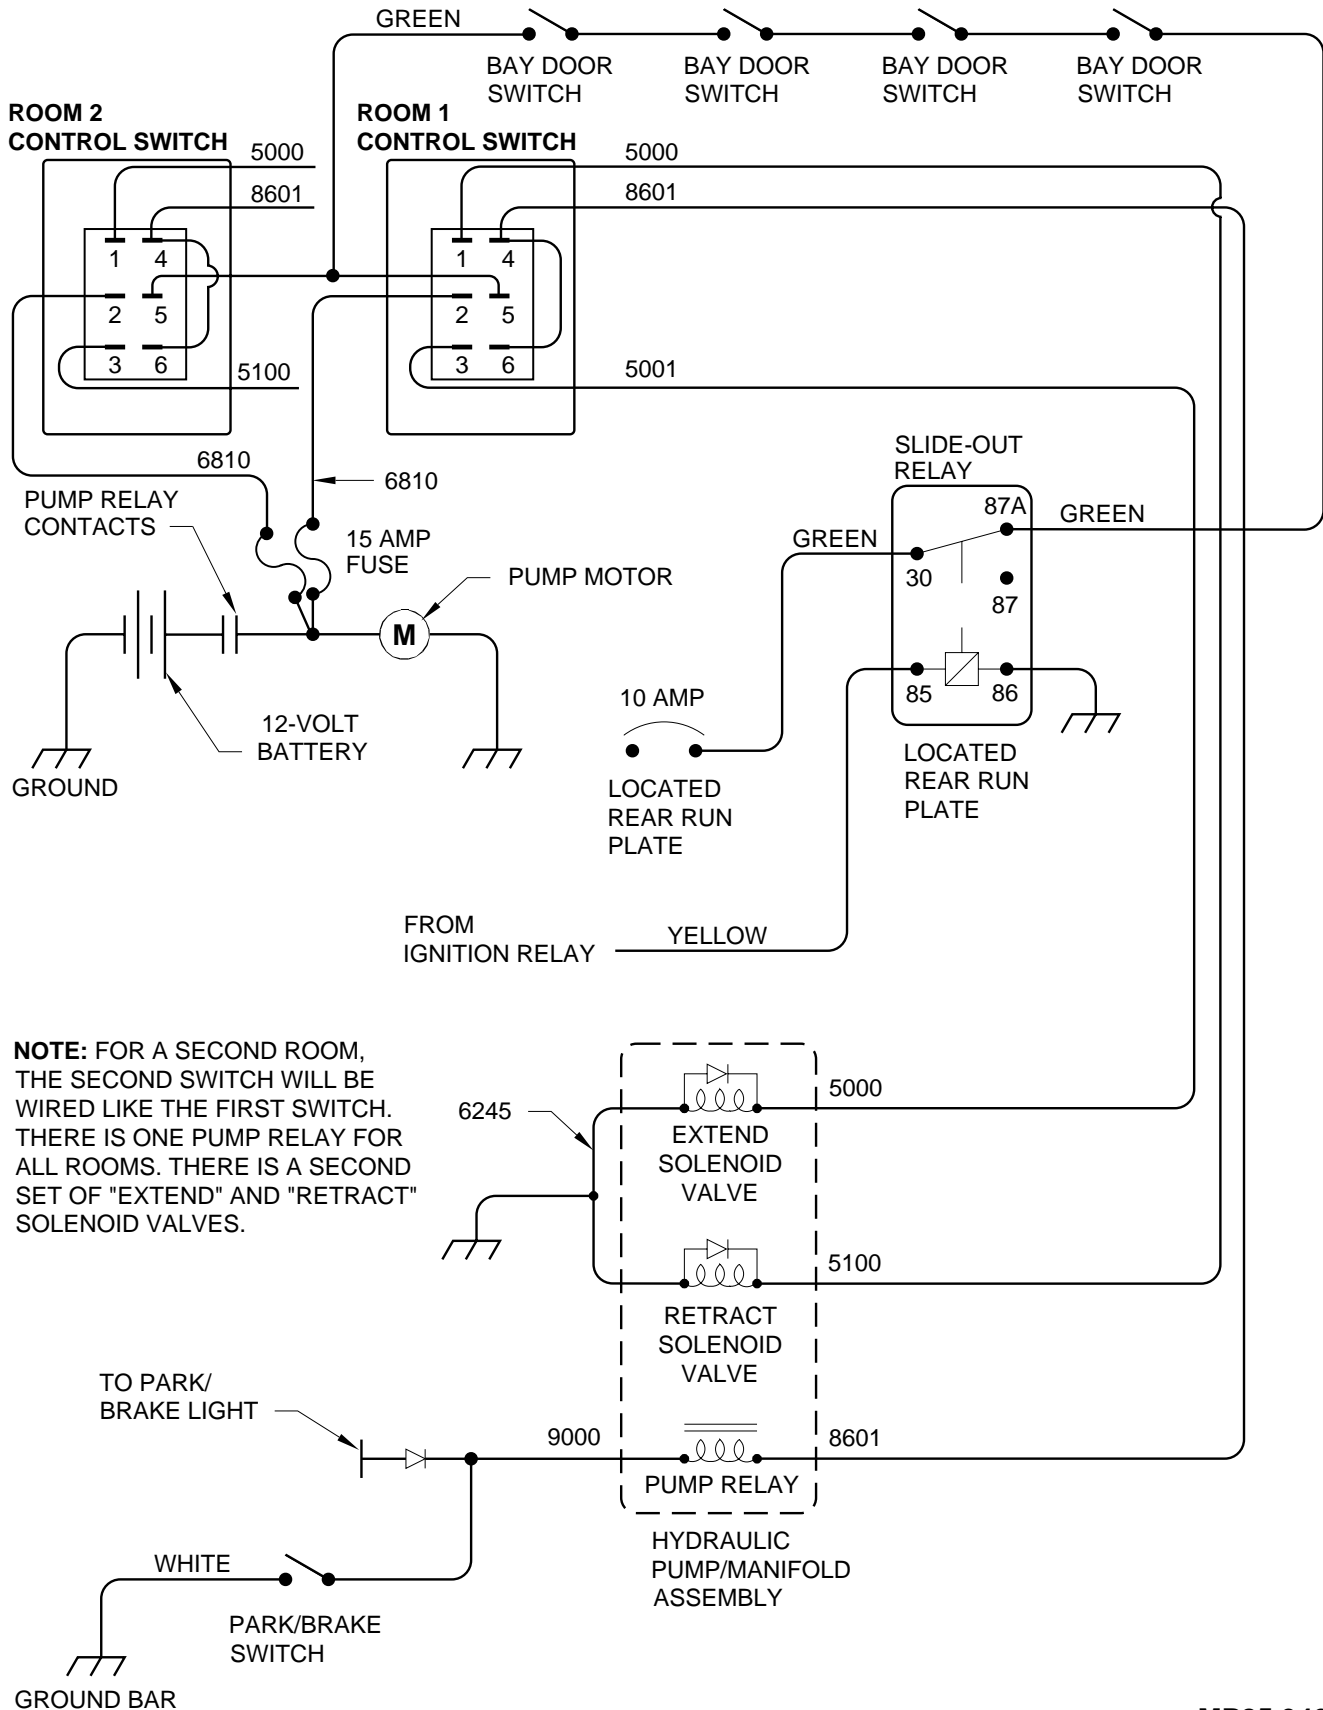 GREEN
BAY DOOR
SWITCH
BAY DOOR
SWITCH
BAY DOOR
SWITCH
BAY DOOR
SWITCH
ROOM 2
CONTROL SWITCH
ROOM 1
CONTROL SWITCH
5000
8601
5000
8601
1 4
2 5
3 6
1 4
2 5
3 6
5100
5001
6810
6810
PUMP RELAY
CONTACTS
15 AMP
FUSE
PUMP MOTOR
M
12-VOLT
BATTERY
GROUND
SLIDE-OUT
RELAY
87A
GREEN
GREEN
30
87
85 86
10 AMP
LOCATED
REAR RUN
PLATE
LOCATED
REAR RUN
PLATE
FROM
IGNITION RELAY
YELLOW
NOTE: FOR A SECOND ROOM,
THE SECOND SWITCH WILL BE
WIRED LIKE THE FIRST SWITCH.
THERE IS ONE PUMP RELAY FOR
ALL ROOMS. THERE IS A SECOND
SET OF "EXTEND" AND "RETRACT"
SOLENOID VALVES.
6245
5000
EXTEND
SOLENOID
VALVE
5100
RETRACT
SOLENOID
VALVE
TO PARK/
BRAKE LIGHT
9000
8601
PUMP RELAY
HYDRAULIC
PUMP/MANIFOLD
ASSEMBLY
WHITE
PARK/BRAKE
SWITCH
GROUND BAR